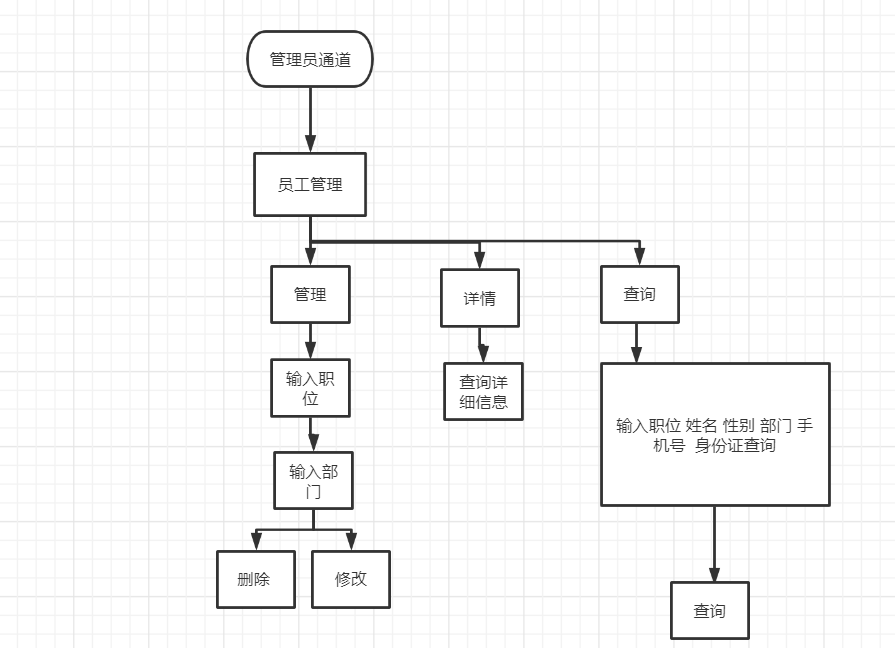 管理员通道
员工管理
管理
详情
查询
输入职
位
查询详
细信息
输入职位 姓名 性别 部门 手
机号 身份证查询
输入部
门
删除
修改
查询